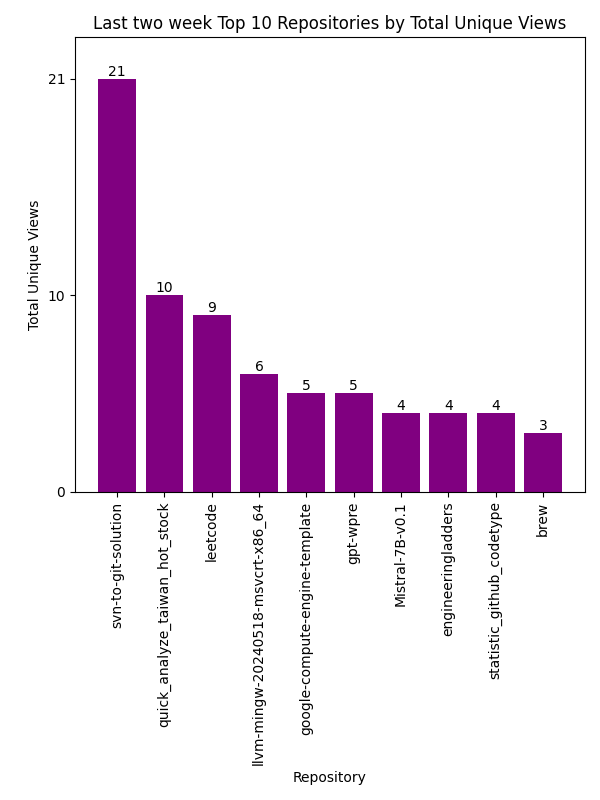 Last two week Top 10 Repositories by Total Unique Views
Total Unique Views
21
10
0
21
10
9
6
5
5
4
4
4
3
svn-to-git-solution
quick_analyze_taiwan_hot_stock
leetcode
llvm-mingw-20240518-msvcrt-x86_64
google-compute-engine-template
gpt-wpre
Mistral-7B-v0.1
engineeringladders
statistic_github_codetype
brew
Repository